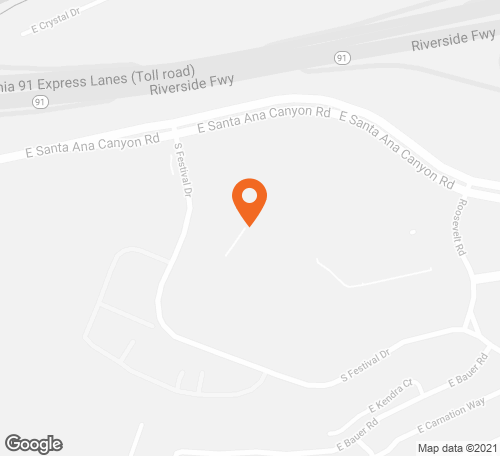 E Crystal Dr
Riverside Fwy
91
nia 91 Express Lanes (Toll road)
Riverside Fwy
91
E Santa Ana Canyon Rd
E Santa Ana Canyon Rd
E Santa Ana Canyon Rd
S Festival Dr
Roosevelt Rd
S Festival Dr
E Bauer Rd
E Kendra Cr
E Carnation Way
E Bauer Rd
Google
Map data ©2021